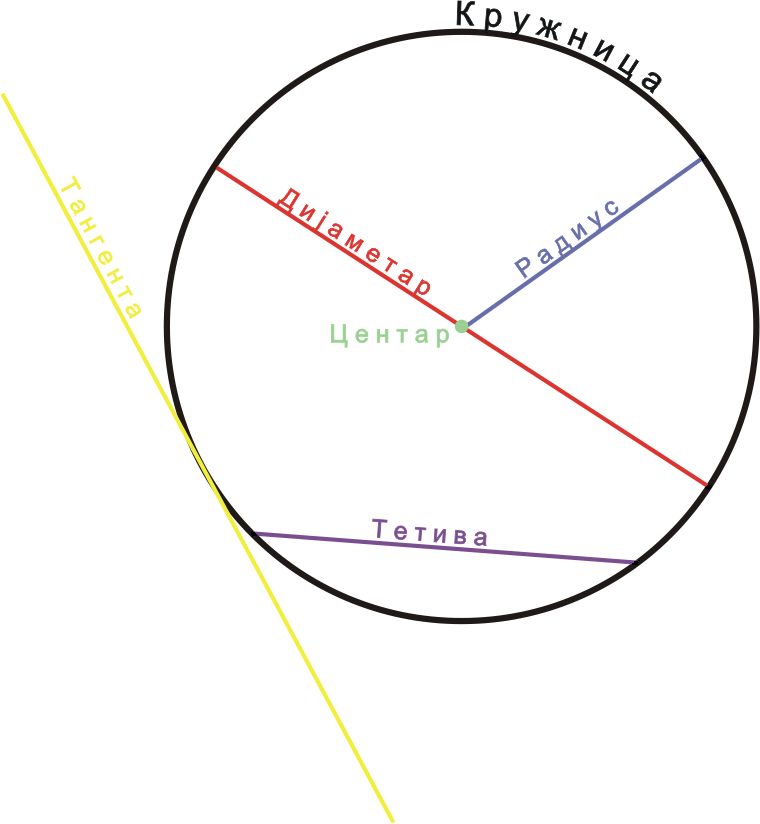 Кружница
Тангента
Дијаметар
Радиус
Центар
Тетива